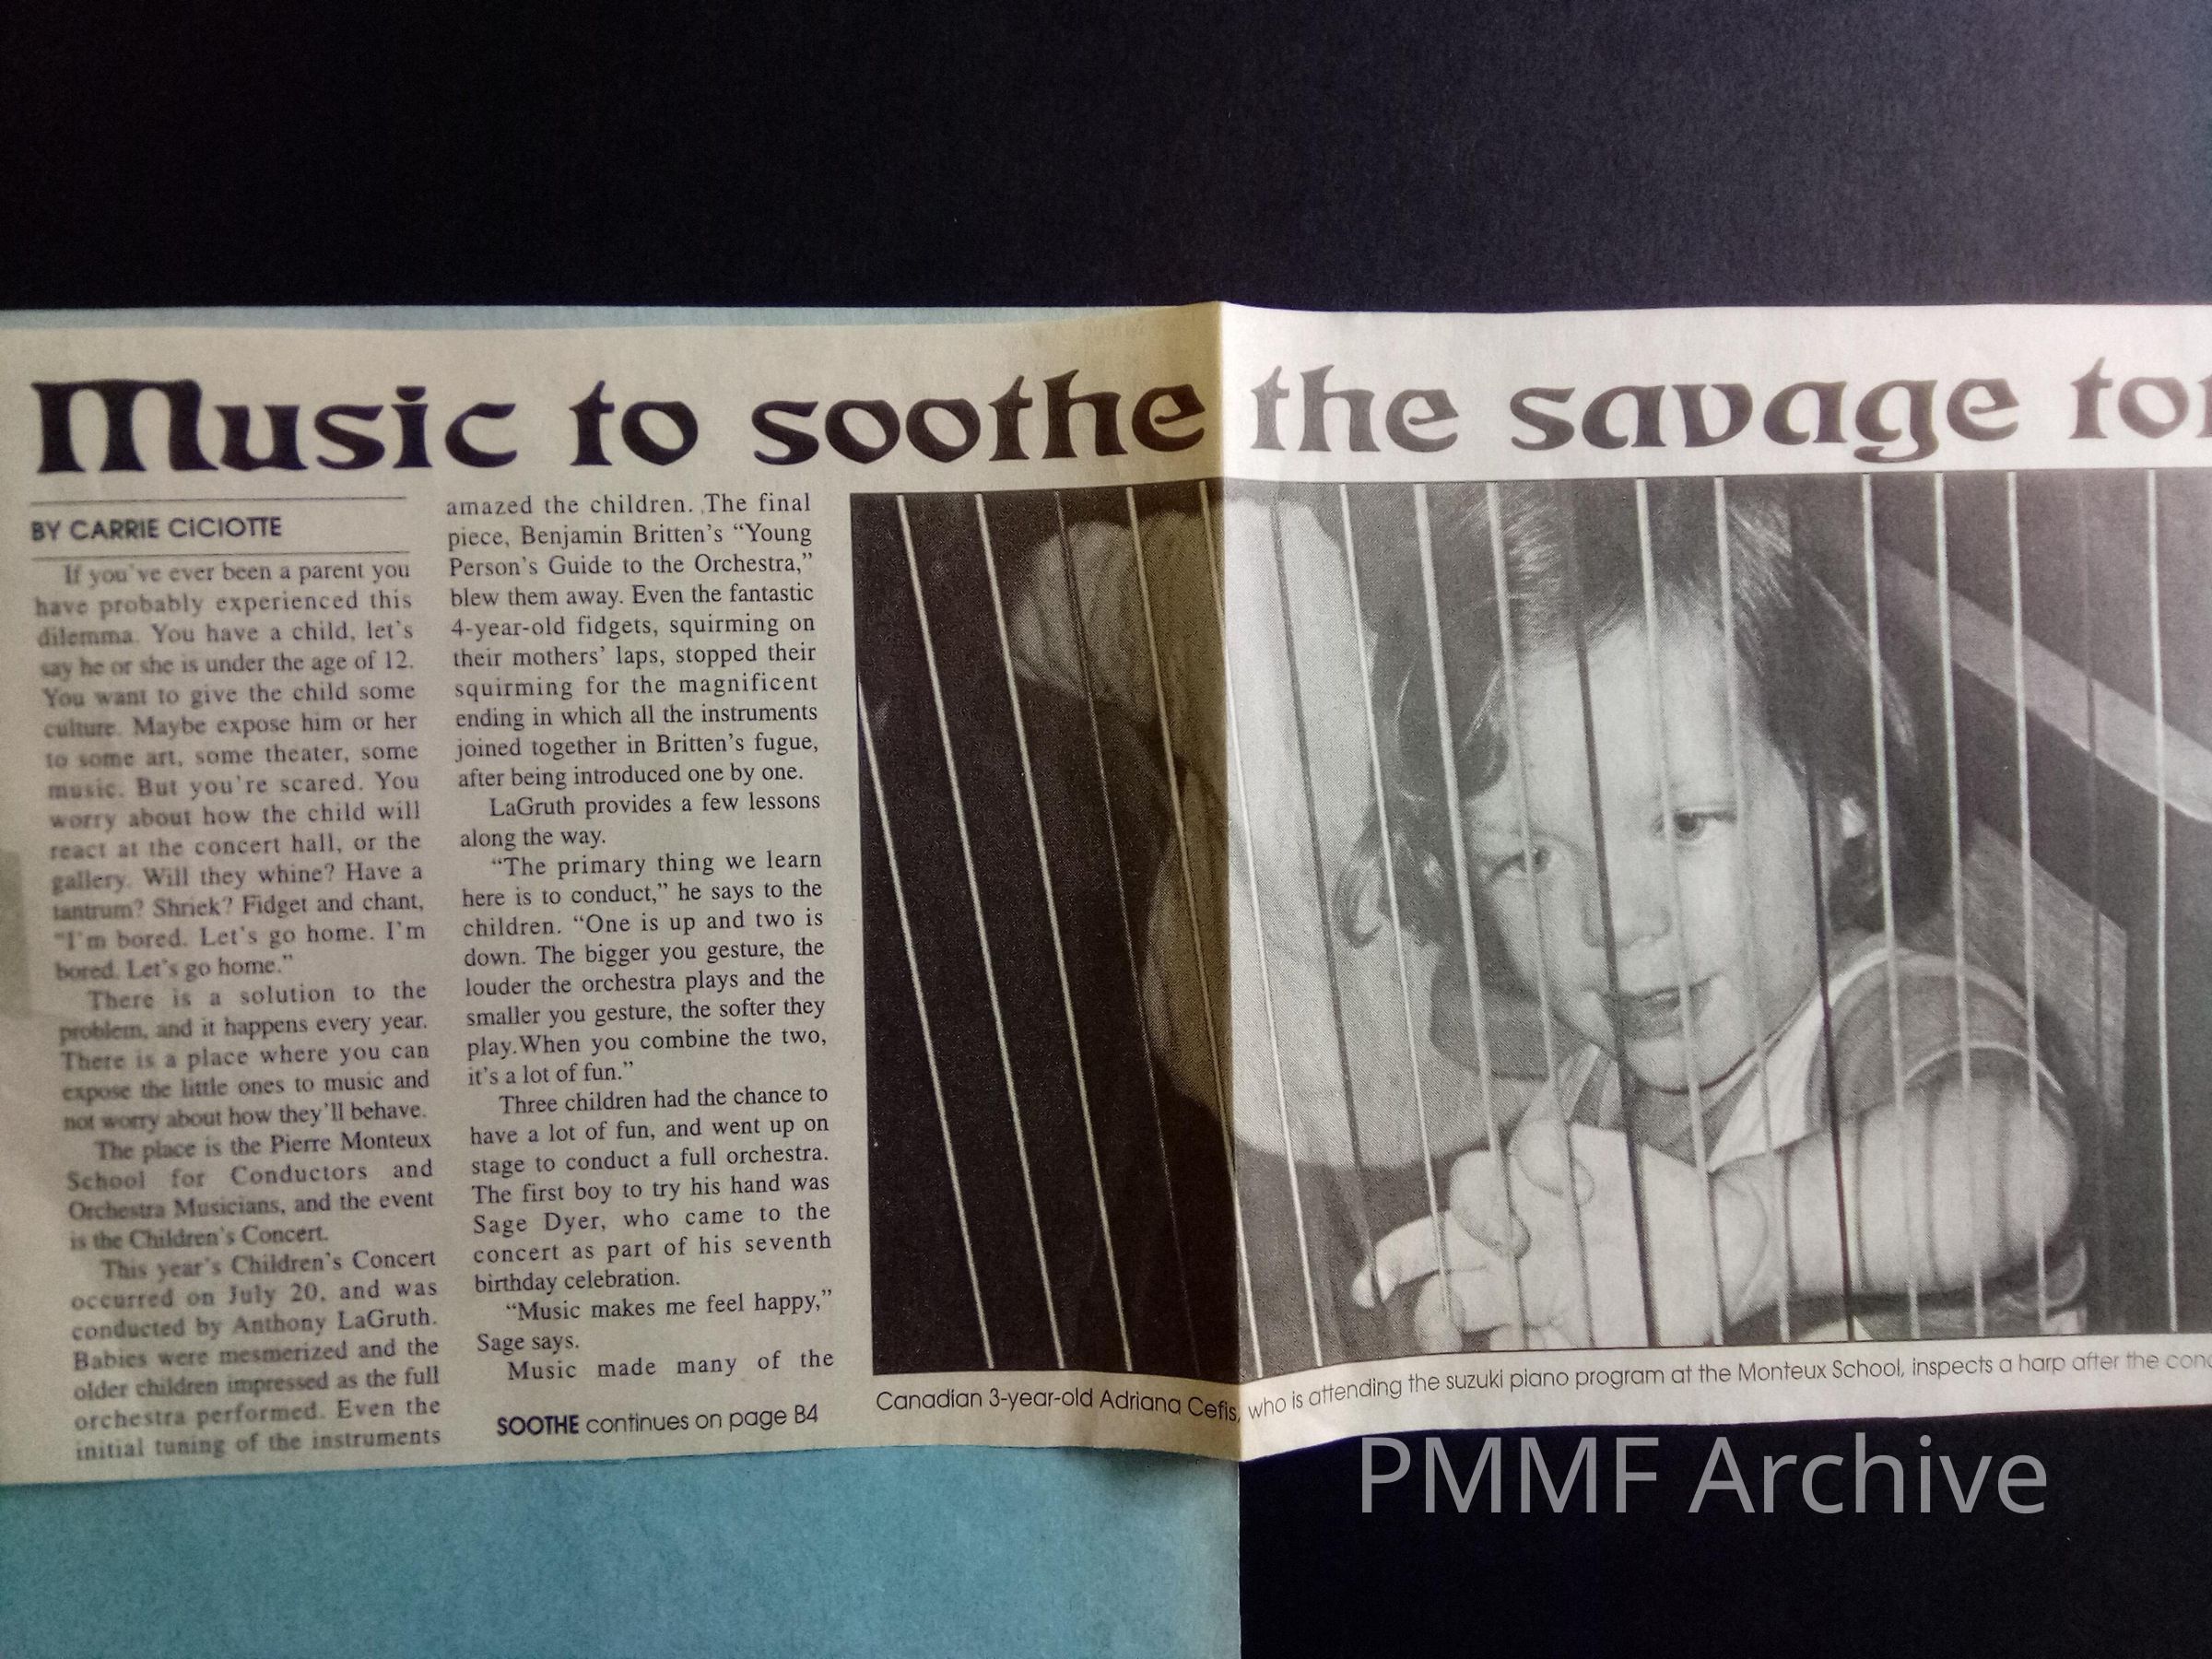 Music to soothe the savage
BY CARRIE CICIOTTE
If you've ever been a parent you
have probably experienced this
dilemma. You have a child, let's
say he or she is under the age of 12.
You want to give the child some
culture. Maybe expose him or her
to some art, some theater, some
music. But you're scared. You
worry about how the child will
react at the concert hall, or the
gallery. Will they whine? Have a
tantrum? Shriek? Fidget and chant,
"I'm bored. Let's go home. I'm
bored. Let's go home."
There is a solution to the
problem, and it happens every year.
There is a place where you can
expose the little ones to music and
not worry about how they'll behave.
The place is the Pierre Monteux
School for Conductors and
Orchestra Musicians, and the event
is the Children's Concert.
This year's Children's Concert
occurred on July 20, and was
conducted by Anthony LaGruth.
Babies were mesmerized and the
older children impressed as the full
orchestra performed. Even the
initial tuning of the instruments
amazed the children. The final
piece, Benjamin Britten's "Young
Person's Guide to the Orchestra,"
blew them away. Even the fantastic
4-year-old fidgets, squirming on
their mothers' laps, stopped their
squirming for the magnificent
ending in which all the instruments
joined together in Britten's fugue,
after being introduced one by one.
LaGruth provides a few lessons
along the way.
"The primary thing we learn
here is to conduct," he says to the
children. "One is up and two is
down. The bigger you gesture, the
louder the orchestra plays and the
smaller you gesture, the softer they
play.When you combine the two,
it's a lot of fun."
Three children had the chance to
have a lot of fun, and went up on
stage to conduct a full orchestra.
The first boy to try his hand was
Sage Dyer, who came to the
concert as part of his seventh
birthday celebration.
"Music makes me feel happy,"
Sage says.
Music made many of the
SOOTHE continues on page B4
Canadian 3-year-old Adriana Cefis, who is attending the suzuki piano program at the Monteux School, inspects a harp after the
PMMF Archive